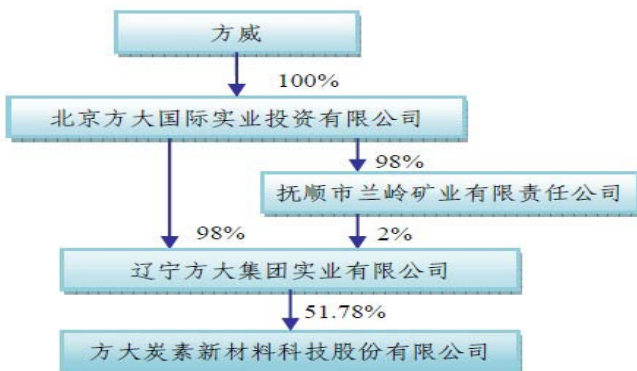 方威
100%
北京方大国际实业投资有限公司
98%
抚顺市兰岭矿业有限责任公司
98%
2%
辽宁方大集团实业有限公司
51.78%
方大炭素新材料科技股份有限公司